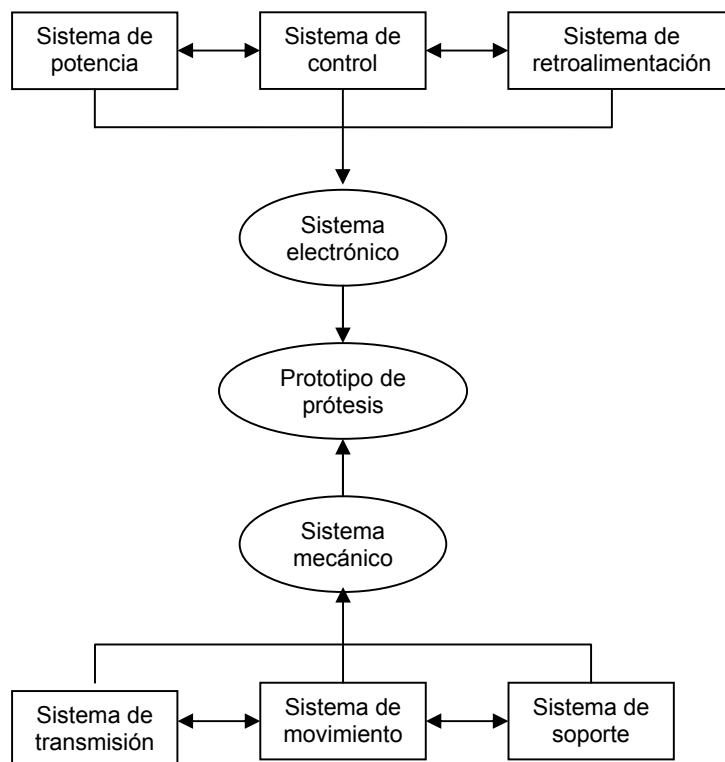 Sistema de
potencia
Sistema de
control
Sistema de
retroalimentación
Sistema
electrónico
Prototipo de
prótesis
Sistema
mecánico
Sistema de
transmisión
Sistema de
movimiento
Sistema de
soporte